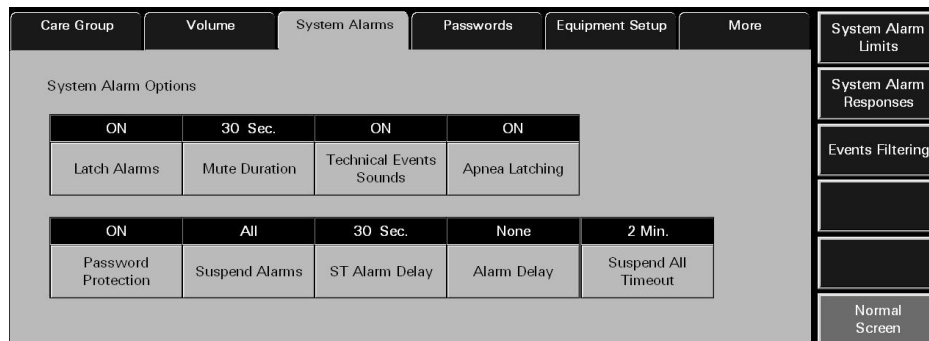 Care Group
Volume
System Alarms
Passwords
Equipment Setup
More
System Alarm
Limits
System Alarm
Responses
Events Filtering
Normal
Screen
System Alarm Options
ON
30 Sec.
ON
ON
Latch Alarms
Mute Duration
Technical Events
Sounds
Apnea Latching
ON
All
30 Sec.
None
2 Min.
Password
Protection
Suspend Alarms
ST Alarm Delay
Alarm Delay
Suspend All
Timeout